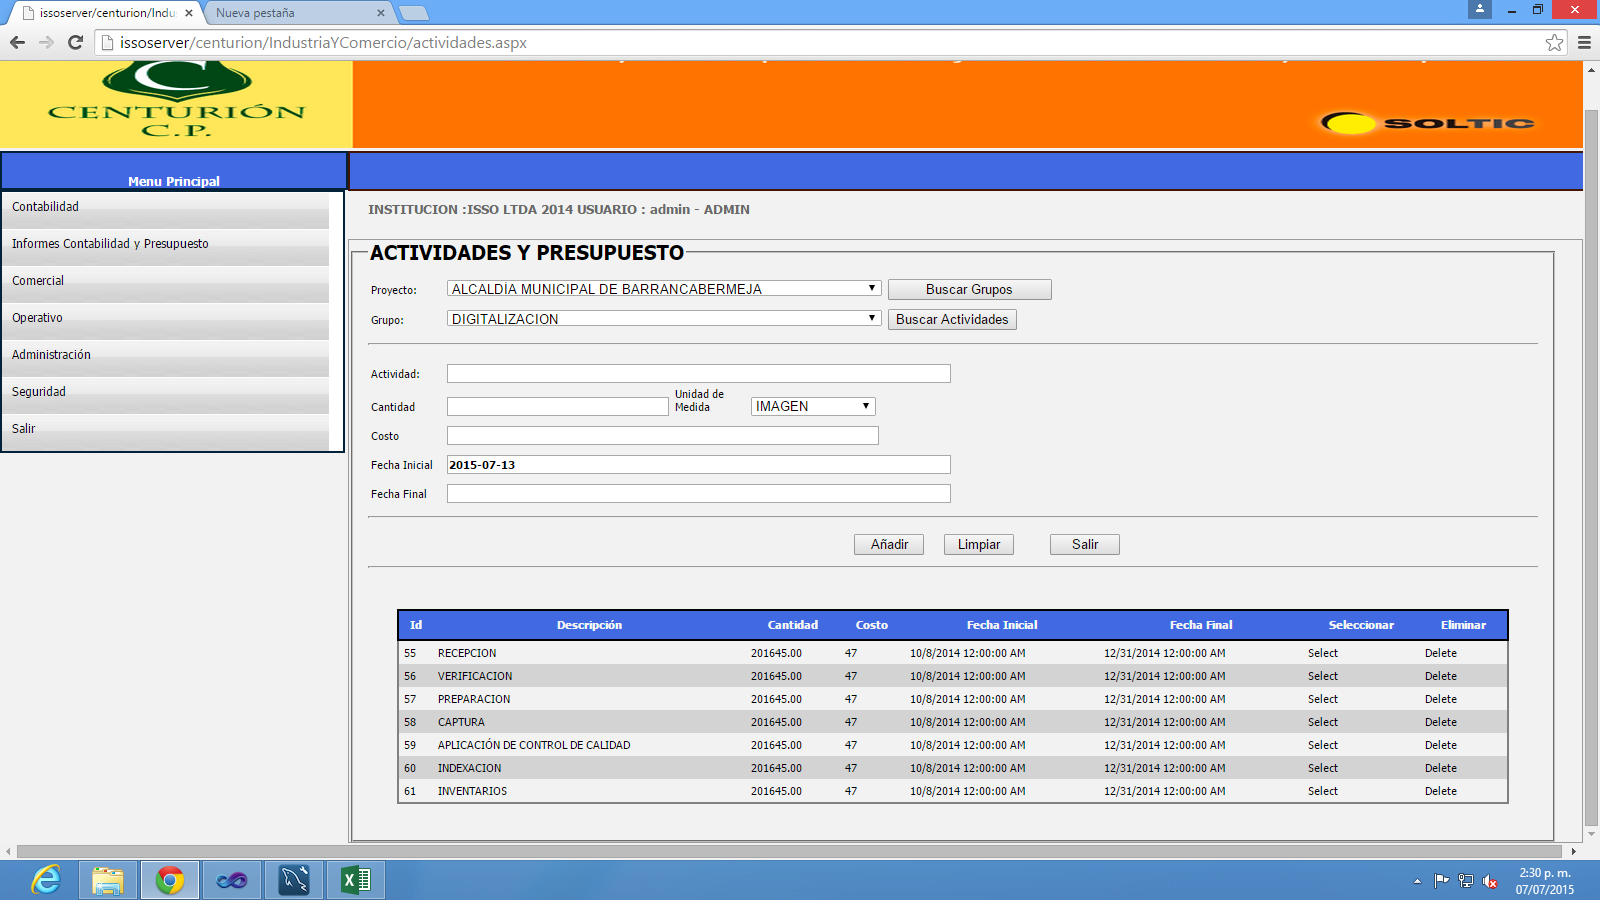 issoserver/centurion/Indu
Nueva pestaña
issoserver/centurion/IndustriaYComercio/actividades.aspx
C
CENTURIÓN
C.P.
SOLTIC
Menu Principal
Contabilidad
Informes Contabilidad y Presupuesto
Comercial
Operativo
Administración
Seguridad
Salir
INSTITUCION :ISSO LTDA 2014 USUARIO : admin - ADMIN
ACTIVIDADES Y PRESUPUESTO
Proyecto: ALCALDÍA MUNICIPAL DE BARRANCABERMEJA Buscar Grupos
Grupo: DIGITALIZACION Buscar Actividades
Actividad:
Cantidad Unidad de Medida IMAGEN
Costo
Fecha Inicial 2015-07-13
Fecha Final
Añadir Limpiar Salir
Id Descripción Cantidad Costo Fecha Inicial Fecha Final Seleccionar Eliminar
55 RECEPCION 201645.00 47 10/8/2014 12:00:00 AM 12/31/2014 12:00:00 AM Select Delete
56 VERIFICACION 201645.00 47 10/8/2014 12:00:00 AM 12/31/2014 12:00:00 AM Select Delete
57 PREPARACION 201645.00 47 10/8/2014 12:00:00 AM 12/31/2014 12:00:00 AM Select Delete
58 CAPTURA 201645.00 47 10/8/2014 12:00:00 AM 12/31/2014 12:00:00 AM Select Delete
59 APLICACIÓN DE CONTROL DE CALIDAD 201645.00 47 10/8/2014 12:00:00 AM 12/31/2014 12:00:00 AM Select Delete
60 INDEXACION 201645.00 47 10/8/2014 12:00:00 AM 12/31/2014 12:00:00 AM Select Delete
61 INVENTARIOS 201645.00 47 10/8/2014 12:00:00 AM 12/31/2014 12:00:00 AM Select Delete
2:30 p. m.
07/07/2015